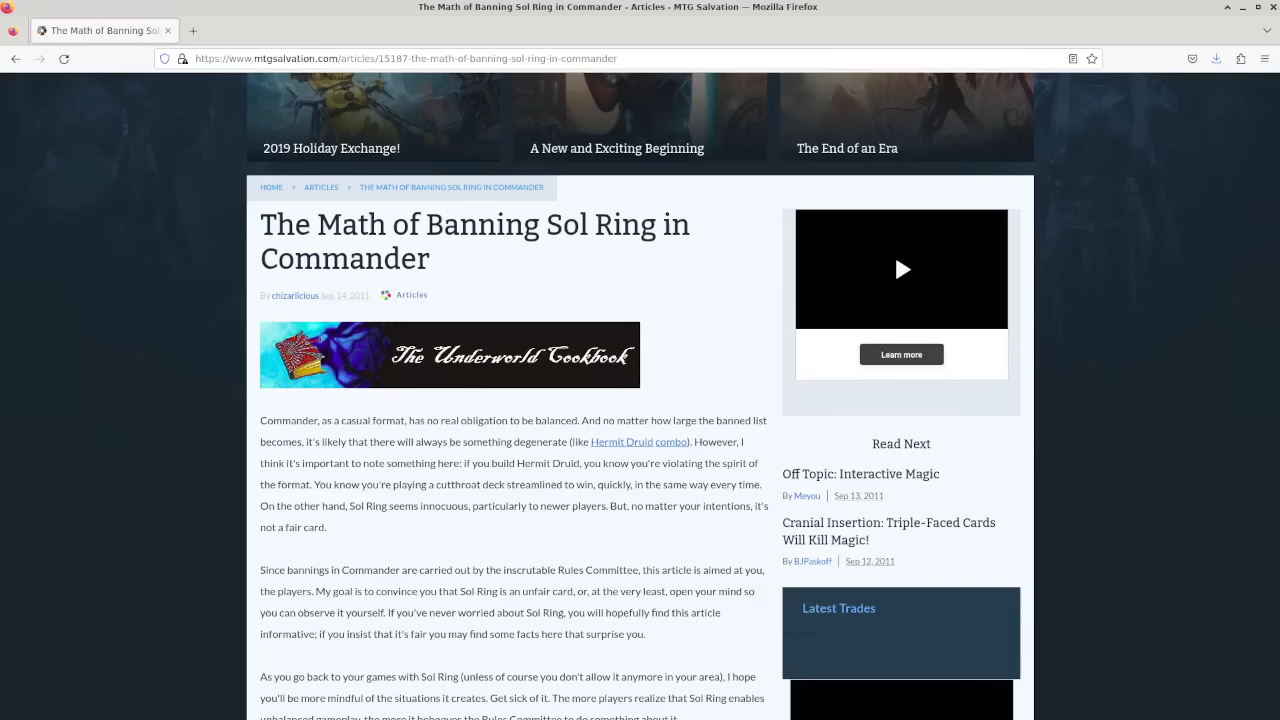 The Math of Banning Sol Ring in Commander - Articles - MTG Salvation — Mozilla Firefox
The Math of Banning Sol
https://www.mtgsalvation.com/articles/15187-the-math-of-banning-sol-ring-in-commander
2019 Holiday Exchange!
A New and Exciting Beginning
The End of an Era
HOME > ARTICLES > THE MATH OF BANNING SOL RING IN COMMANDER
The Math of Banning Sol Ring in
Commander
By chizarlicious Sep 14, 2011 Articles
The Underworld Cookbook
Commander, as a casual format, has no real obligation to be balanced. And no matter how large the banned list
becomes, it's likely that there will always be something degenerate (like Hermit Druid combo). However, I
think it's important to note something here: if you build Hermit Druid, you know you're violating the spirit of
the format. You know you're playing a cutthroat deck streamlined to win, quickly, in the same way every time.
On the other hand, Sol Ring seems innocuous, particularly to newer players. But, no matter your intentions, it's
not a fair card.
Since bannings in Commander are carried out by the inscrutable Rules Committee, this article is aimed at you,
the players. My goal is to convince you that Sol Ring is an unfair card, or, at the very least, open your mind so
you can observe it yourself. If you've never worried about Sol Ring, you will hopefully find this article
informative; if you insist that it's fair you may find some facts here that surprise you.
As you go back to your games with Sol Ring (unless of course you don't allow it anymore in your area), I hope
you'll be more mindful of the situations it creates. Get sick of it. The more players realize that Sol Ring enables
unbalanced gameplay, the more it behooves the Rules Committee to do something about it.
Learn more
Read Next
Off Topic: Interactive Magic
By Meyou Sep 13, 2011
Cranial Insertion: Triple-Faced Cards
Will Kill Magic!
By BJPaskoff Sep 12, 2011
Latest Trades